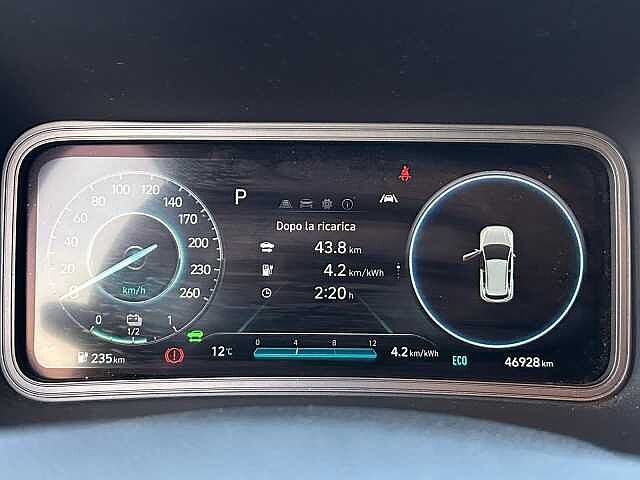 100 120
80 140
60 170
40 200
20 230
260
km/h
0 1
1/2
235 km
P
Dopo la ricarica
43.8 km
4.2 km/kWh
2:20 h
12°C
0 4 8 12
4.2 km/kWh
ECO
46928 km